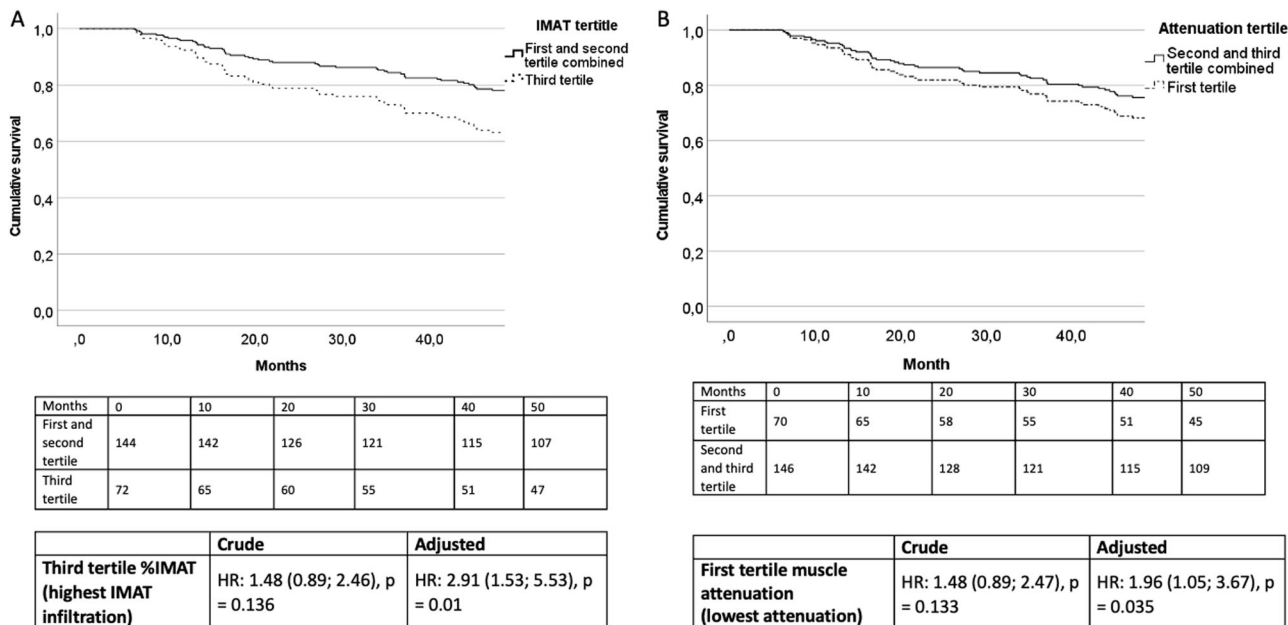 A
IMAT tertitle
First and second
tertile combined
Third tertile
1,0
0,8
0,6
0,4
0,2
0,0
Cumulative survival
,0
10,0
20,0
30,0
40,0
Months
Months 0 10 20 30 40 50
First and
second
tertile
144 142 126 121 115 107
Third
tertile
72 65 60 55 51 47
Crude Adjusted
Third tertile %IMAT
(highest IMAT
infiltration)
HR: 1.48 (0.89; 2.46), p
= 0.136
HR: 2.91 (1.53; 5.53), p
= 0.01
B
Attenuation tertile
Second and third
tertile combined
First tertile
1,0
0,8
0,6
0,4
0,2
0,0
Cumulative survival
,0
10,0
20,0
30,0
40,0
Month
Months 0 10 20 30 40 50
First
tertile
70 65 58 55 51 45
Second
and third
tertile
146 142 128 121 115 109
Crude Adjusted
First tertile muscle
attenuation
(lowest attenuation)
HR: 1.48 (0.89; 2.47), p
= 0.133
HR: 1.96 (1.05; 3.67), p
= 0.035